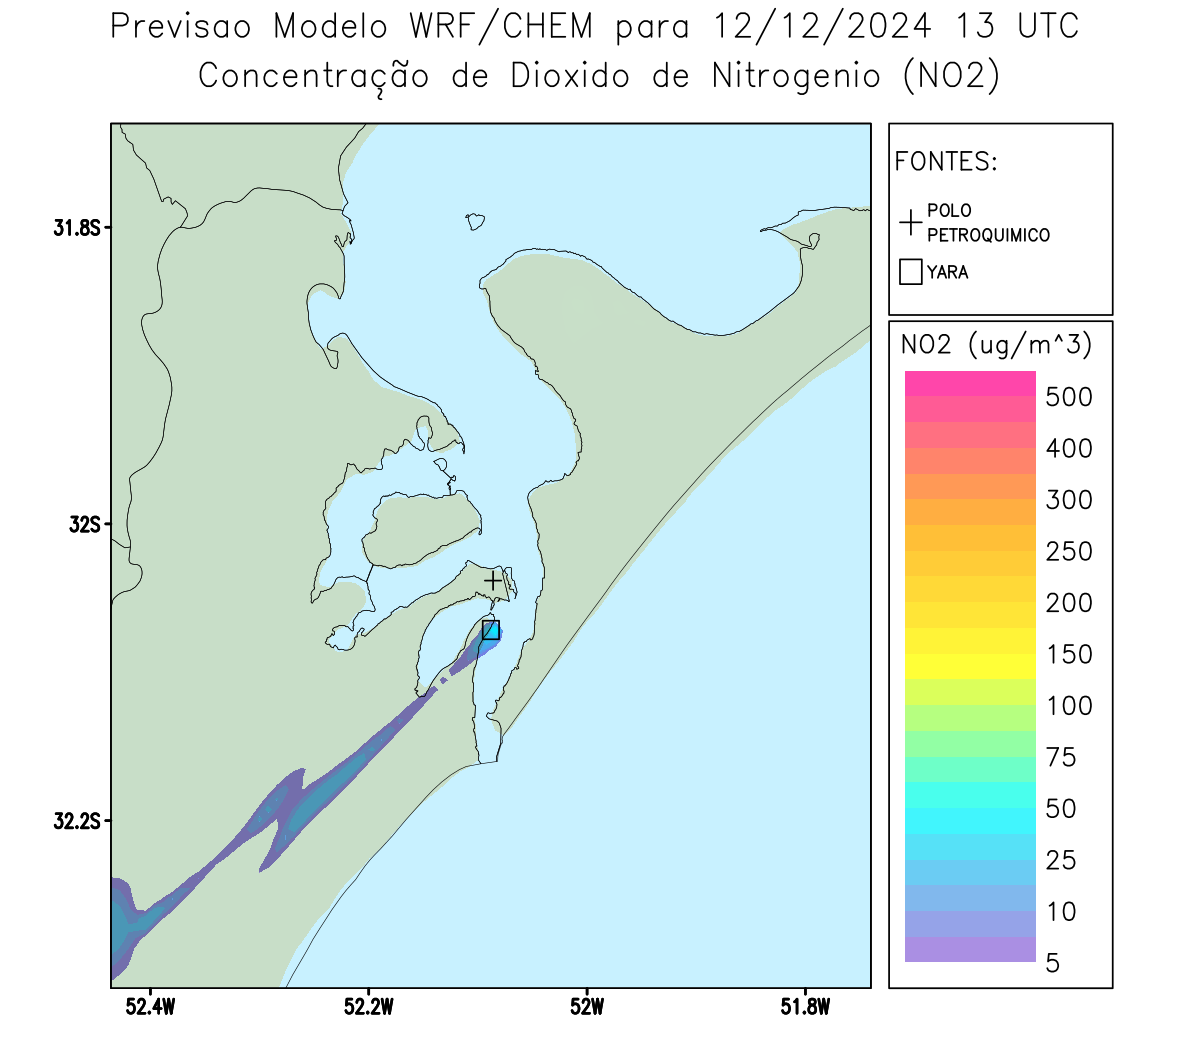 Previsao Modelo WRF/CHEM para 12/12/2024 13 UTC
Concentração de Dioxido de Nitrogenio (NO2)
FONTES:
POLO
PETROQUIMICO
YARA
NO2 (ug/m^3)
500
400
300
250
200
150
100
75
50
25
10
5
31.8S
32S
32.2S
52.4W
52.2W
52W
51.8W